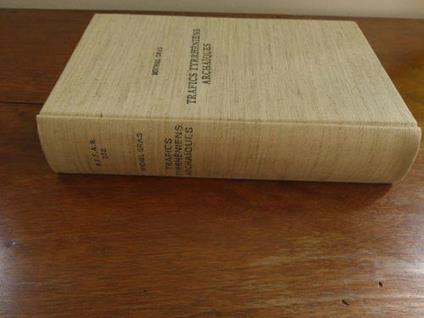 MICHEL GRAS
TRAFICS TYRRHÉNIENS
ARCHAÏQUES
B.E.F.A.R.
258
MICHEL GRAS
TRAFICS
TYRRHÉNIENS
ARCHAÏQUES